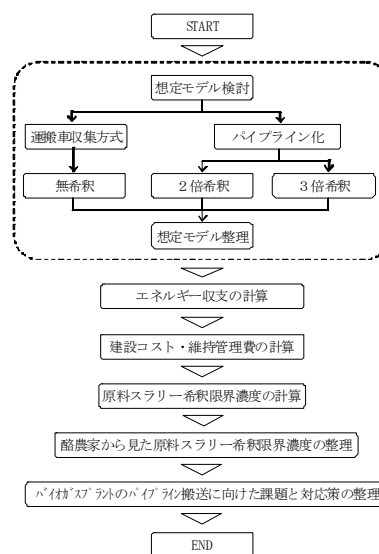 START
想定モデル検討
運搬車収集方式
パイプライン化
無希釈
２倍希釈
３倍希釈
想定モデル整理
エネルギー収支の計算
建設コスト・維持管理費の計算
原料スラリー希釈限界濃度の計算
酪農家から見た原料スラリー希釈限界濃度の整理
ﾊﾞｲｵｶﾞｽﾌﾟﾗﾝﾄのﾊﾟｲﾌﾟﾗｲﾝ搬送に向けた課題と対応策の整理
END